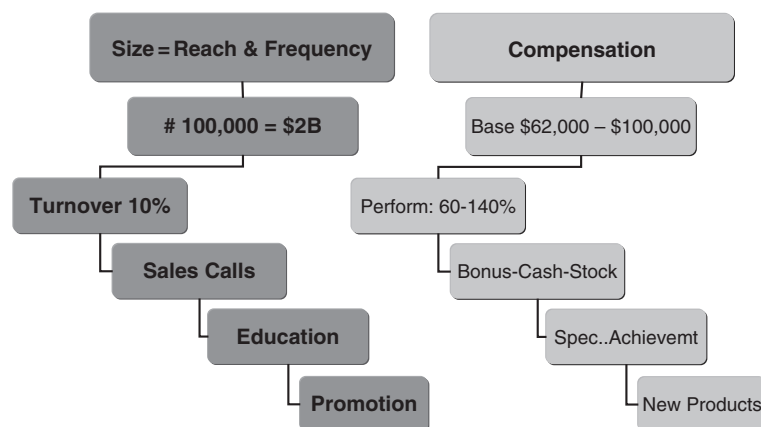 Size = Reach & Frequency
# 100,000 = $2B
Turnover 10%
Sales Calls
Education
Promotion
Compensation
Base $62,000 – $100,000
Perform: 60-140%
Bonus-Cash-Stock
Spec..Achievemt
New Products